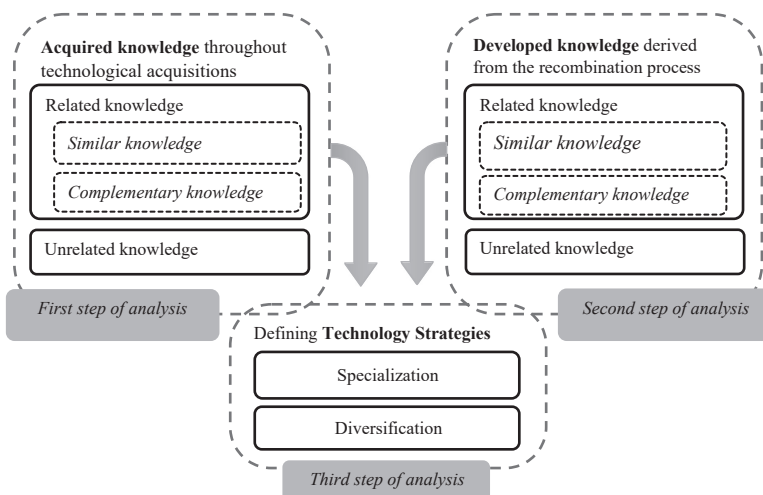 Acquired knowledge throughout
technological acquisitions
Related knowledge
Similar knowledge
Complementary knowledge
Unrelated knowledge
First step of analysis
Developed knowledge derived
from the recombination process
Related knowledge
Similar knowledge
Complementary knowledge
Unrelated knowledge
Second step of analysis
Defining Technology Strategies
Specialization
Diversification
Third step of analysis